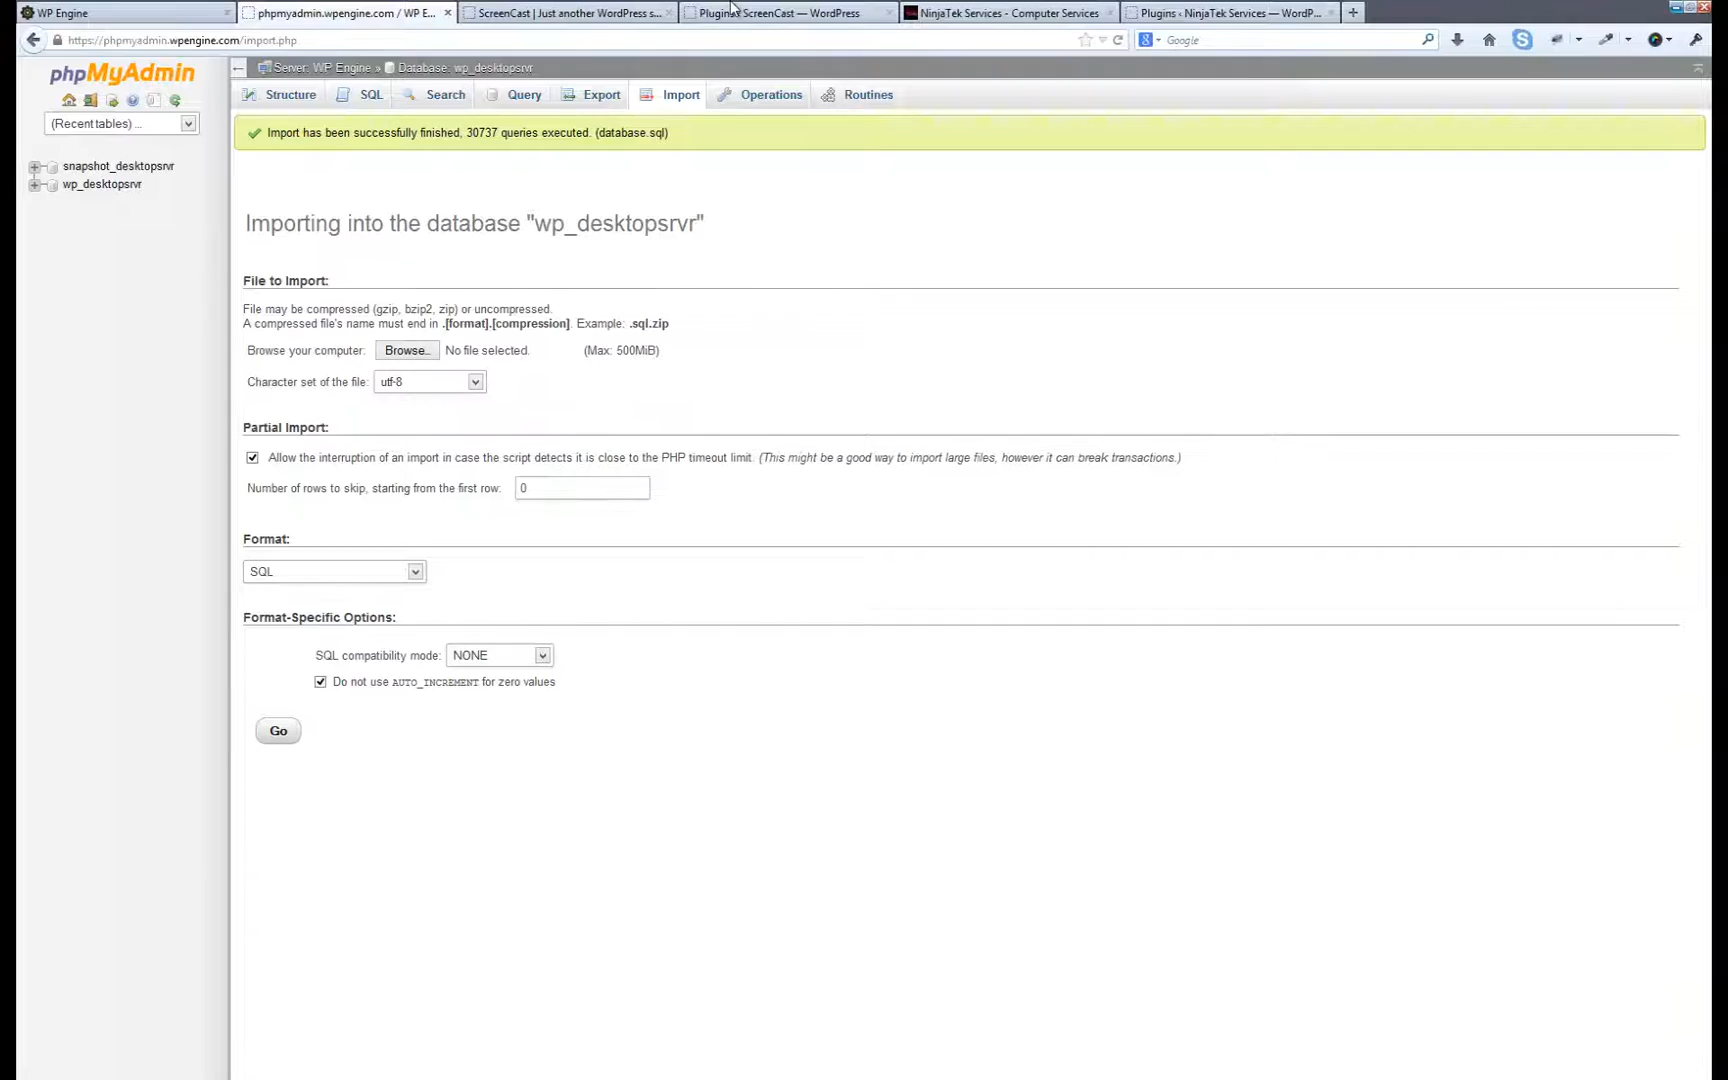 WP Engine
phpmyadmin.wpengine.com / WP E...
ScreenCast | Just another WordPress s...
Plugins ScreenCast — WordPress
NinjaTek Services - Computer Services
Plugins ‹ NinjaTek Services — WordP...
https://phpmyadmin.wpengine.com/import.php
Google
phpMyAdmin
(Recent tables) ...
snapshot_desktopsrvr
wp_desktopsrvr
Server: WP Engine » Database: wp_desktopsrvr
Structure SQL Search Query Export Import Operations Routines
Import has been successfully finished, 30737 queries executed. (database.sql)
Importing into the database "wp_desktopsrvr"
File to Import:
File may be compressed (gzip, bzip2, zip) or uncompressed.
A compressed file's name must end in .[format].[compression]. Example: .sql.zip
Browse your computer: Browse... No file selected. (Max: 500MiB)
Character set of the file: utf-8
Partial Import:
Allow the interruption of an import in case the script detects it is close to the PHP timeout limit. (This might be a good way to import large files, however it can break transactions.)
Number of rows to skip, starting from the first row: 0
Format:
SQL
Format-Specific Options:
SQL compatibility mode: NONE
Do not use AUTO_INCREMENT for zero values
Go